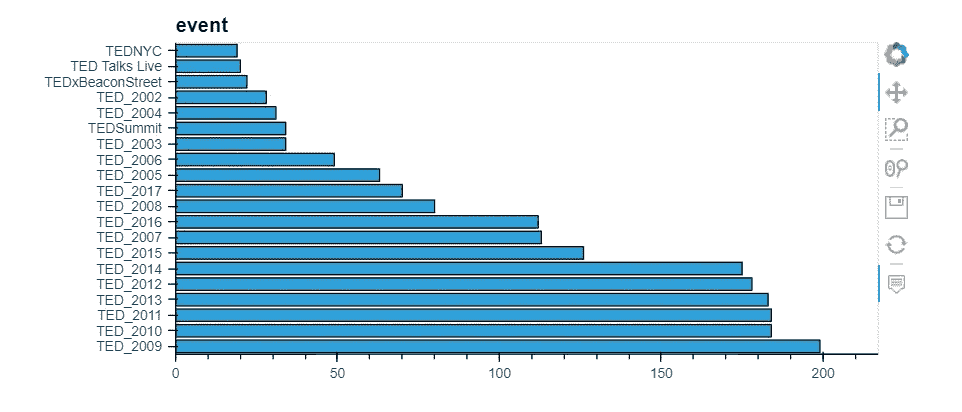 event
TEDNYC
TED Talks Live
TEDxBeaconStreet
TED_2002
TED_2004
TEDSummit
TED_2003
TED_2006
TED_2005
TED_2017
TED_2008
TED_2016
TED_2007
TED_2015
TED_2014
TED_2012
TED_2013
TED_2011
TED_2010
TED_2009
0 50 100 150 200